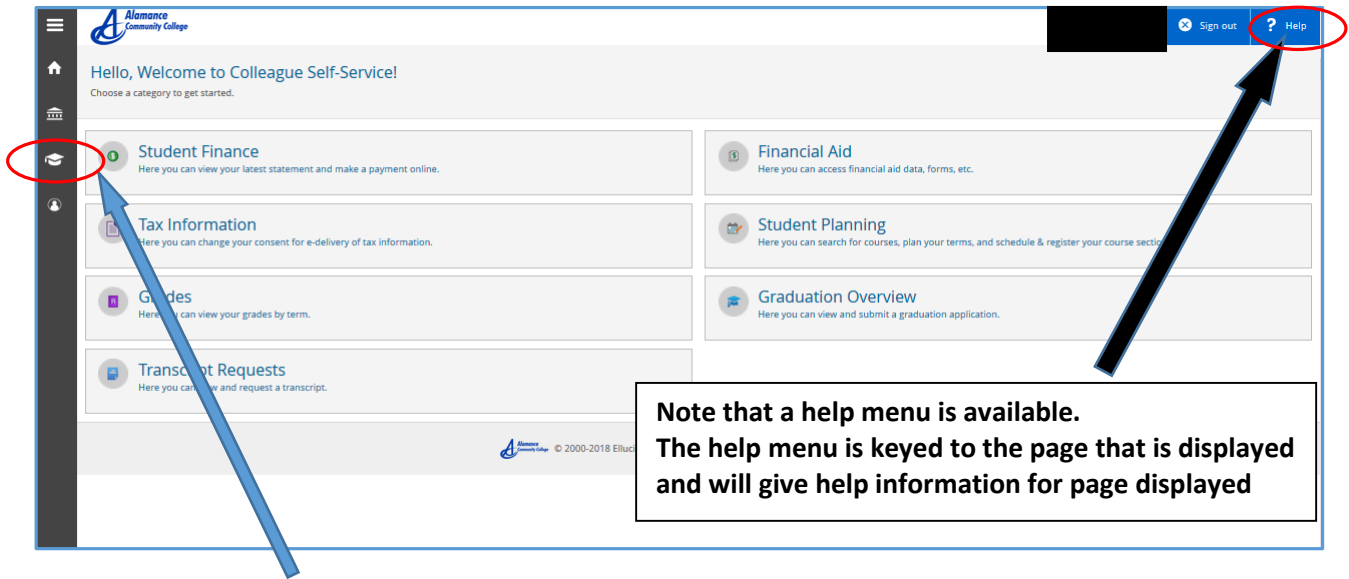 Alamance
Community College
Sign out
? Help
Hello, Welcome to Colleague Self-Service!
Choose a category to get started.
Student Finance
Here you can view your latest statement and make a payment online.
Financial Aid
Here you can access financial aid data, forms, etc.
Tax Information
Here you can change your consent for e-delivery of tax information.
Student Planning
Here you can search for courses, plan your terms, and schedule & register your course
Grades
Here you can view your grades by term.
Graduation Overview
Here you can view and submit a graduation application.
Transcript Requests
Here you can view and request a transcript.
Alamance
Community College
© 2000-2018
Note that a help menu is available.
The help menu is keyed to the page that is displayed
and will give help information for page displayed